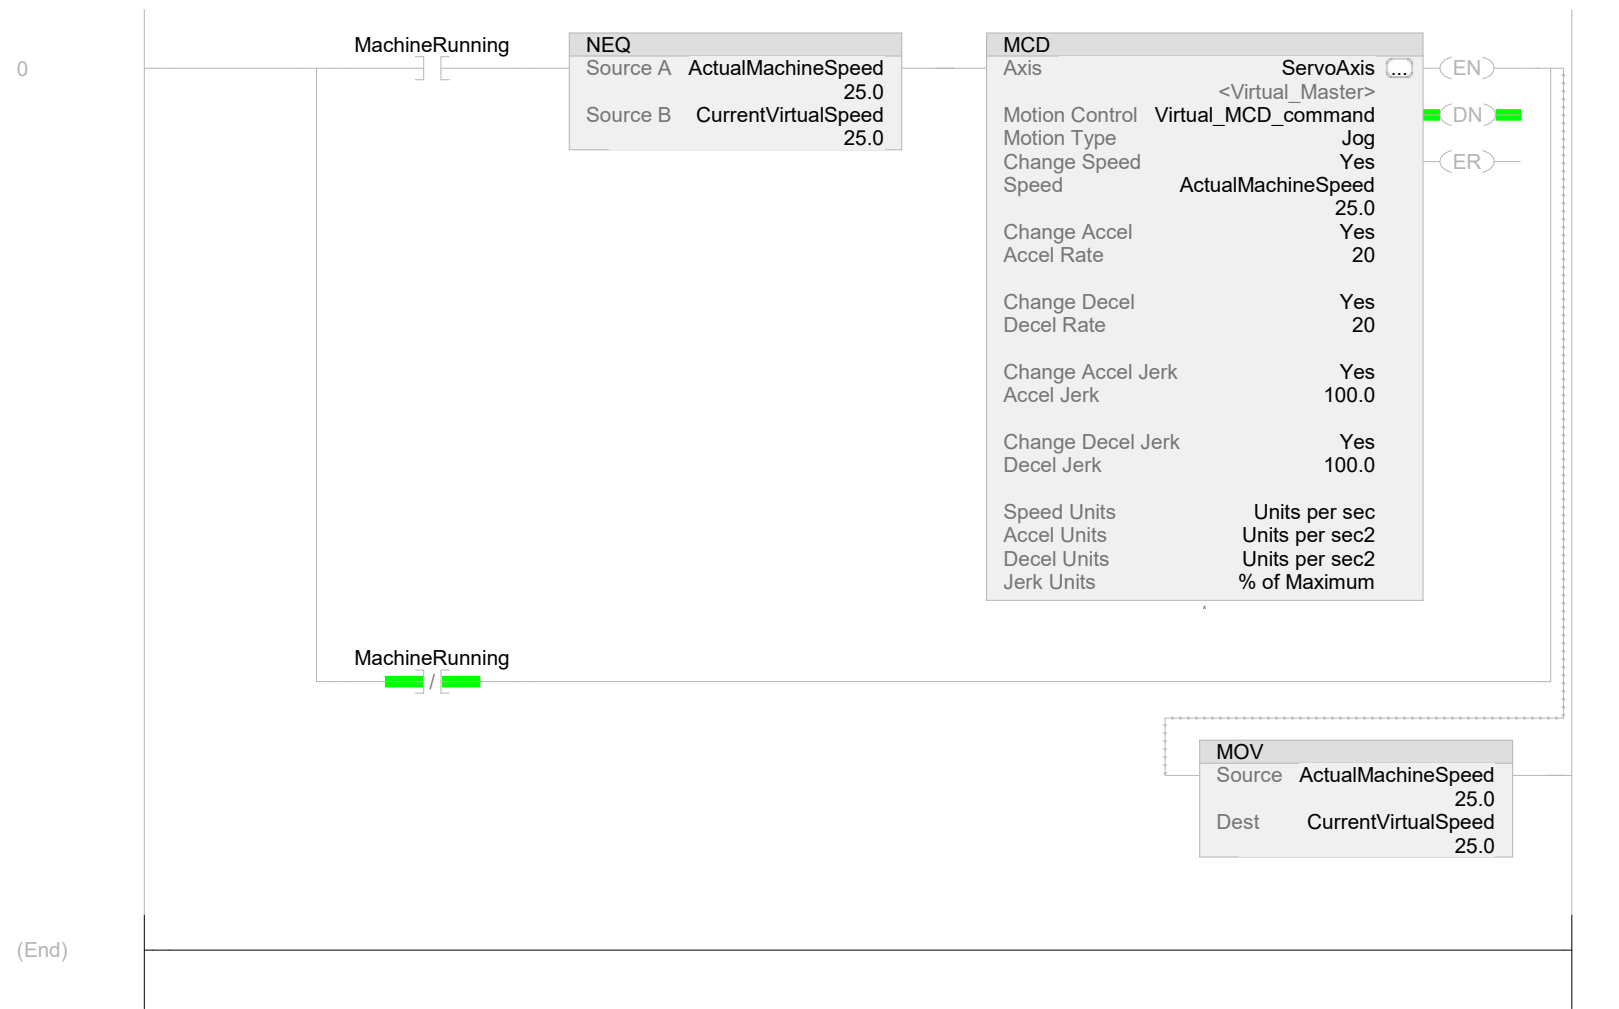 0
MachineRunning
NEQ
Source A ActualMachineSpeed
25.0
Source B CurrentVirtualSpeed
25.0
MCD
Axis ServoAxis ...
<Virtual_Master>
Motion Control Virtual_MCD_command
Motion Type Jog
Change Speed Yes
Speed ActualMachineSpeed
25.0
Change Accel Yes
Accel Rate 20
Change Decel Yes
Decel Rate 20
Change Accel Jerk Yes
Accel Jerk 100.0
Change Decel Jerk Yes
Decel Jerk 100.0
Speed Units Units per sec
Accel Units Units per sec2
Decel Units Units per sec2
Jerk Units % of Maximum
EN
DN
ER
MachineRunning
/
MOV
Source ActualMachineSpeed
25.0
Dest CurrentVirtualSpeed
25.0
(End)